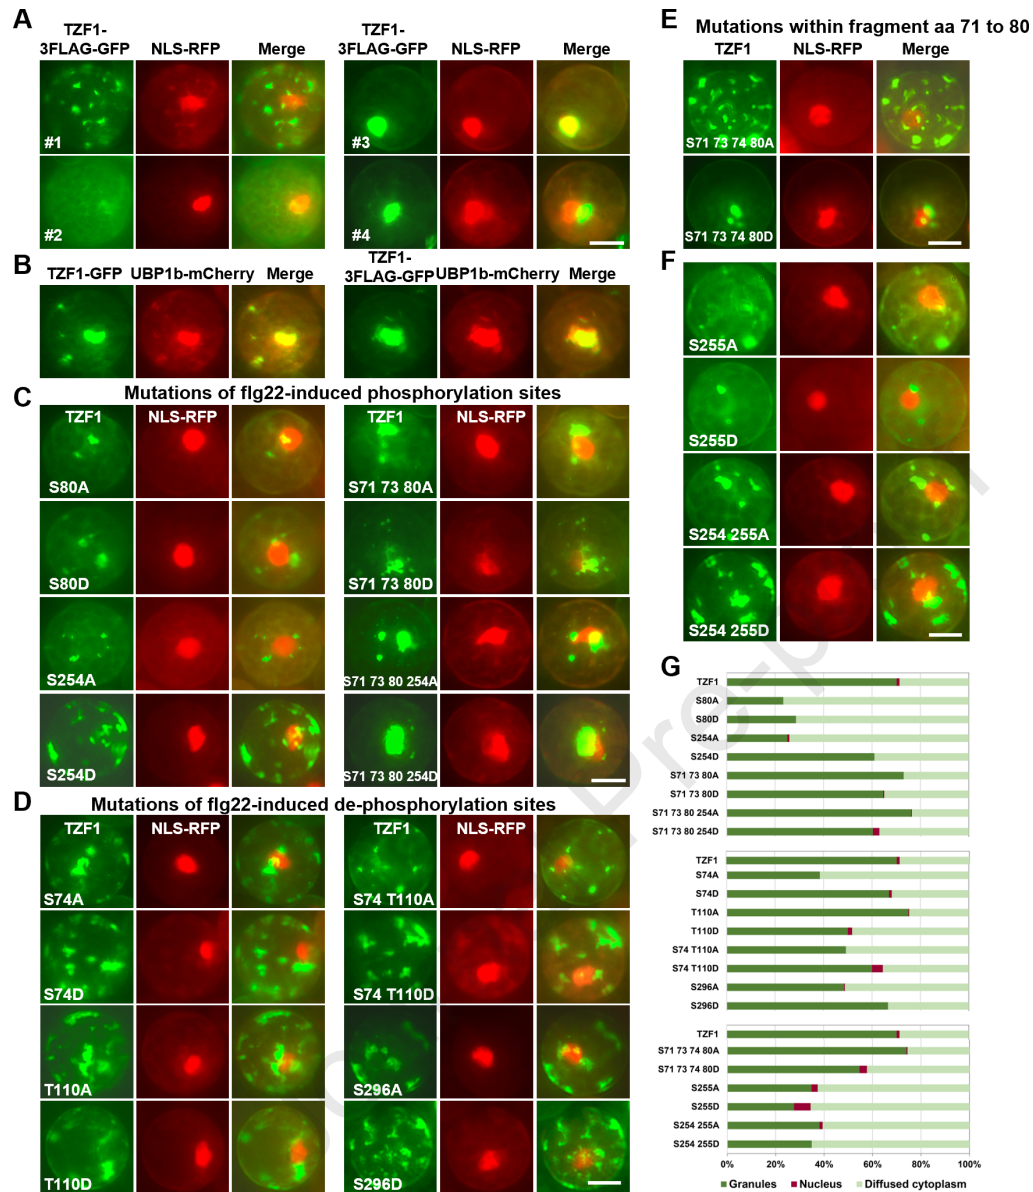 A
TZF1-
3FLAG-GFP
NLS-RFP
Merge
TZF1-
3FLAG-GFP
NLS-RFP
Merge
#1
#3
#2
#4
B
TZF1-GFP
UBP1b-mCherry
Merge
TZF1-
3FLAG-GFP
UBP1b-mCherry
Merge
C
Mutations of flg22-induced phosphorylation sites
TZF1
NLS-RFP
TZF1
NLS-RFP
S80A
S71 73 80A
S80D
S71 73 80D
S254A
S71 73 80 254A
S254D
S71 73 80 254D
D
Mutations of flg22-induced de-phosphorylation sites
TZF1
NLS-RFP
TZF1
NLS-RFP
S74A
S74 T110A
S74D
S74 T110D
T110A
S296A
T110D
S296D
E
Mutations within fragment aa 71 to 80
TZF1
NLS-RFP
Merge
S71 73 74 80A
S71 73 74 80D
F
S255A
S255D
S254 255A
S254 255D
G
TZF1
S80A
S80D
S254A
S254D
S71 73 80A
S71 73 80D
S71 73 80 254A
S71 73 80 254D
TZF1
S74A
S74D
T110A
T110D
S74 T110A
S74 T110D
S296A
S296D
TZF1
S71 73 74 80A
S71 73 74 80D
S255A
S255D
S254 255A
S254 255D
0% 20% 40% 60% 80% 100%
Granules Nucleus Diffused cytoplasm